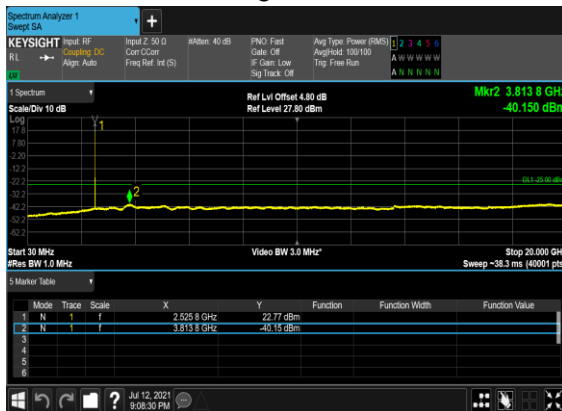 Spectrum Analyzer 1
Swept SA
KEYSIGHT Input: RF Input Z: 50 Ω #Atten: 40 dB PNO: Fast Avg Type: Power (RMS) 1 2 3 4 5 6
RL Coupling: DC Corr CCorr Gate: Off Avg|Hold: 100/100 A W W W W W
Align: Auto Freq Ref: Int (S) IF Gain: Low Trig: Free Run
Sig Track: Off A N N N N N
1 Spectrum Ref Lvl Offset 4.80 dB Mkr2 3.813 8 GHz
Scale/Div 10 dB Ref Level 27.80 dBm -40.150 dBm
Log
17.8 1
7.80
-2.20
-12.2
-22.2 DL1 -25.00 dBm
-32.2 2
-42.2
-52.2
-62.2
Start 30 MHz Video BW 3.0 MHz* Stop 20.000 GHz
#Res BW 1.0 MHz Sweep ~38.3 ms (40001 pts)
5 Marker Table
Mode Trace Scale X Y Function Function Width Function Value
1 N 1 f 2.525 8 GHz 22.77 dBm
2 N 1 f 3.813 8 GHz -40.15 dBm
3
4
5
6
? Jul 12, 2021
9:08:30 PM